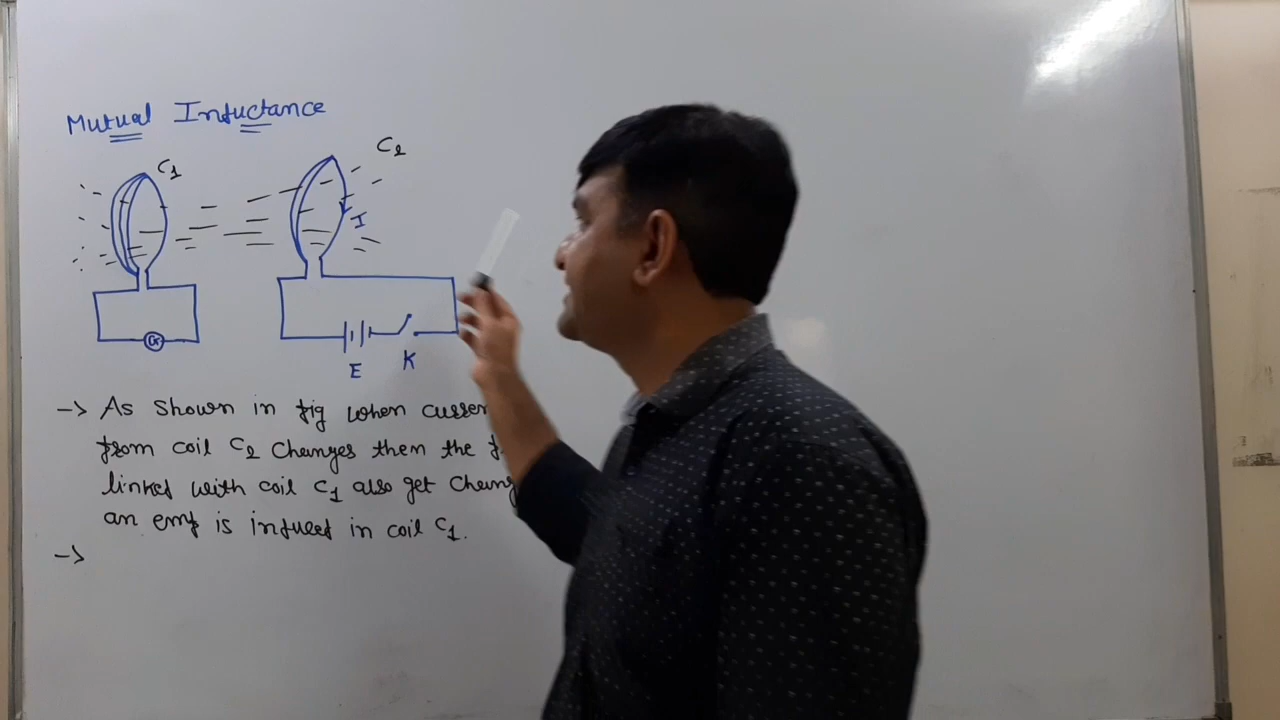 Mutual Inductance
C1
C2
I
G
E
K
-> As shown in fig when
from coil C2 changes then the
linked with coil C1 also get
an emf is induced in coil C1.
->